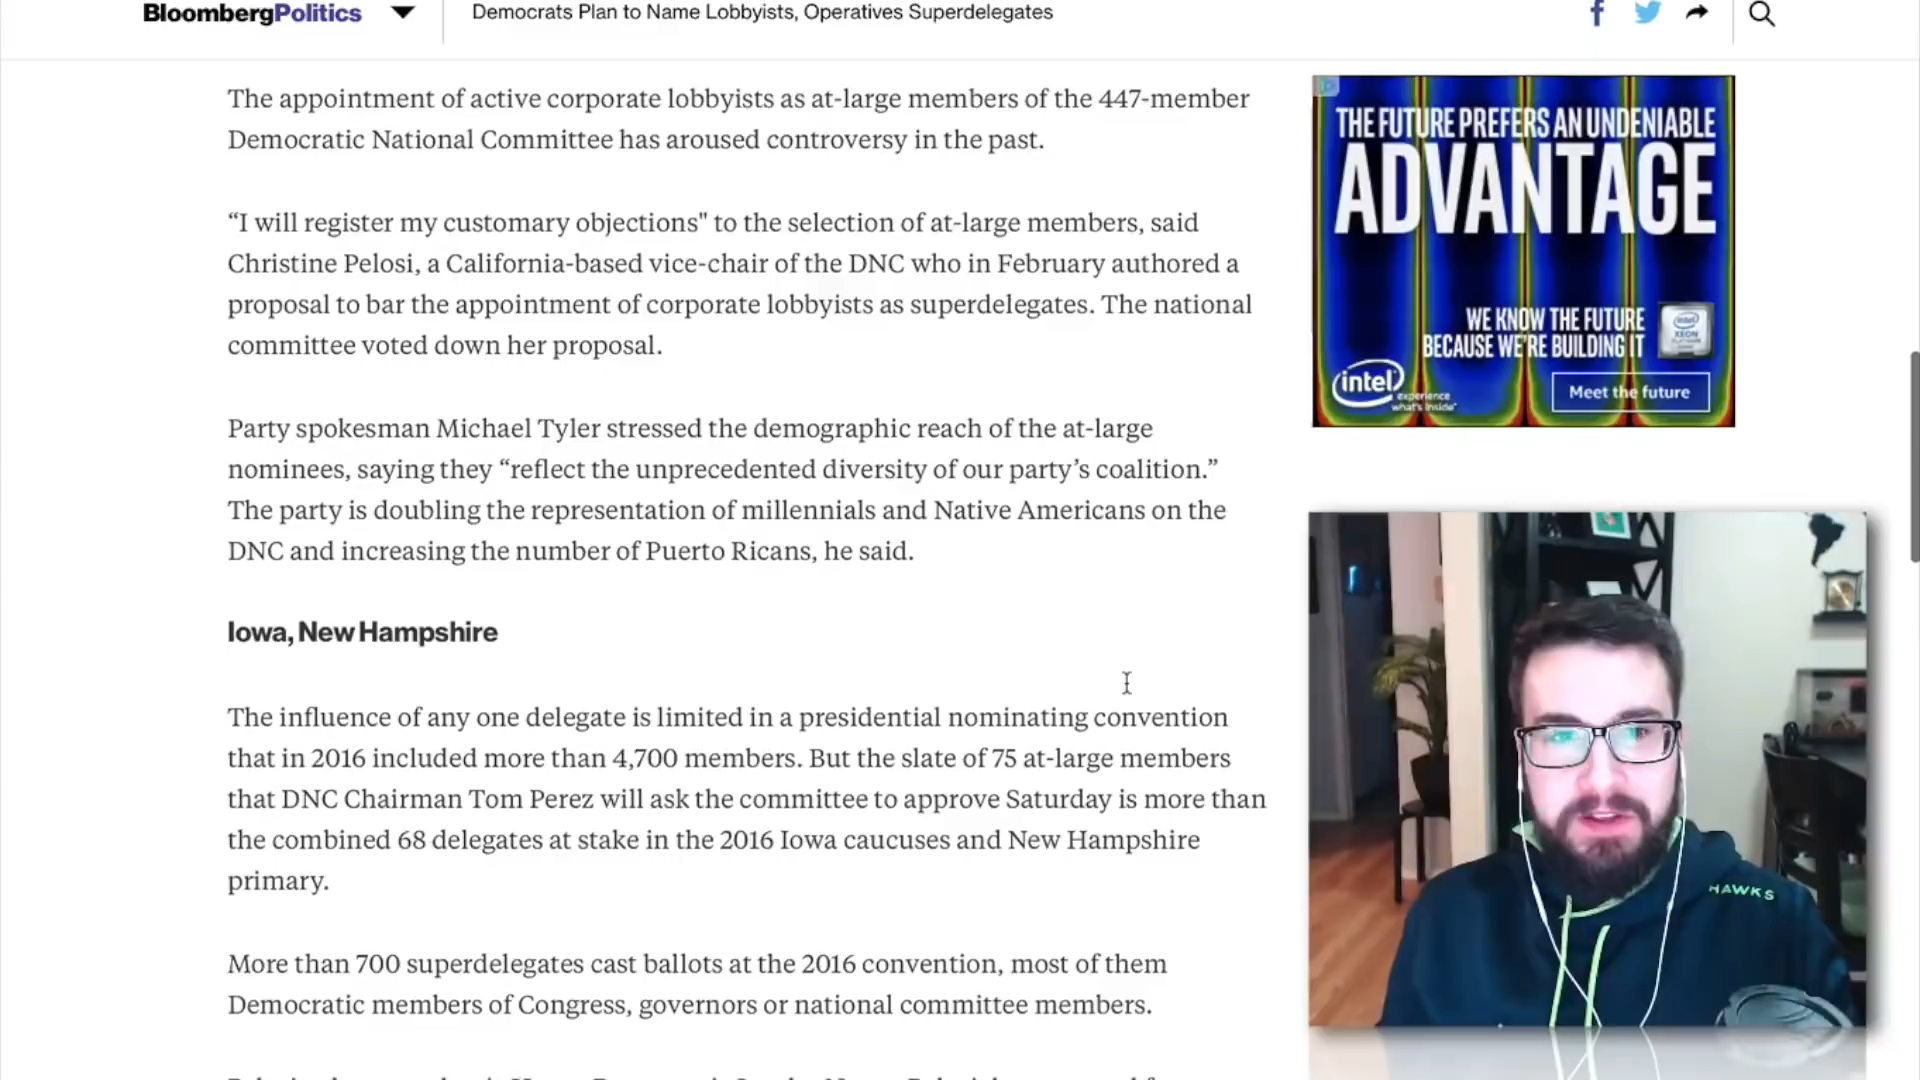 BloombergPolitics
Democrats Plan to Name Lobbyists, Operatives Superdelegates
The appointment of active corporate lobbyists as at-large members of the 447-member
Democratic National Committee has aroused controversy in the past.
“I will register my customary objections" to the selection of at-large members, said
Christine Pelosi, a California-based vice-chair of the DNC who in February authored a
proposal to bar the appointment of corporate lobbyists as superdelegates. The national
committee voted down her proposal.
Party spokesman Michael Tyler stressed the demographic reach of the at-large
nominees, saying they “reflect the unprecedented diversity of our party’s coalition.”
The party is doubling the representation of millennials and Native Americans on the
DNC and increasing the number of Puerto Ricans, he said.
Iowa, New Hampshire
The influence of any one delegate is limited in a presidential nominating convention
that in 2016 included more than 4,700 members. But the slate of 75 at-large members
that DNC Chairman Tom Perez will ask the committee to approve Saturday is more than
the combined 68 delegates at stake in the 2016 Iowa caucuses and New Hampshire
primary.
More than 700 superdelegates cast ballots at the 2016 convention, most of them
Democratic members of Congress, governors or national committee members.
THE FUTURE PREFERS AN UNDENIABLE
ADVANTAGE
WE KNOW THE FUTURE
BECAUSE WE'RE BUILDING IT
intel
XEON
PLATINUM
intel
experience
what's inside
Meet the future
HAWKS